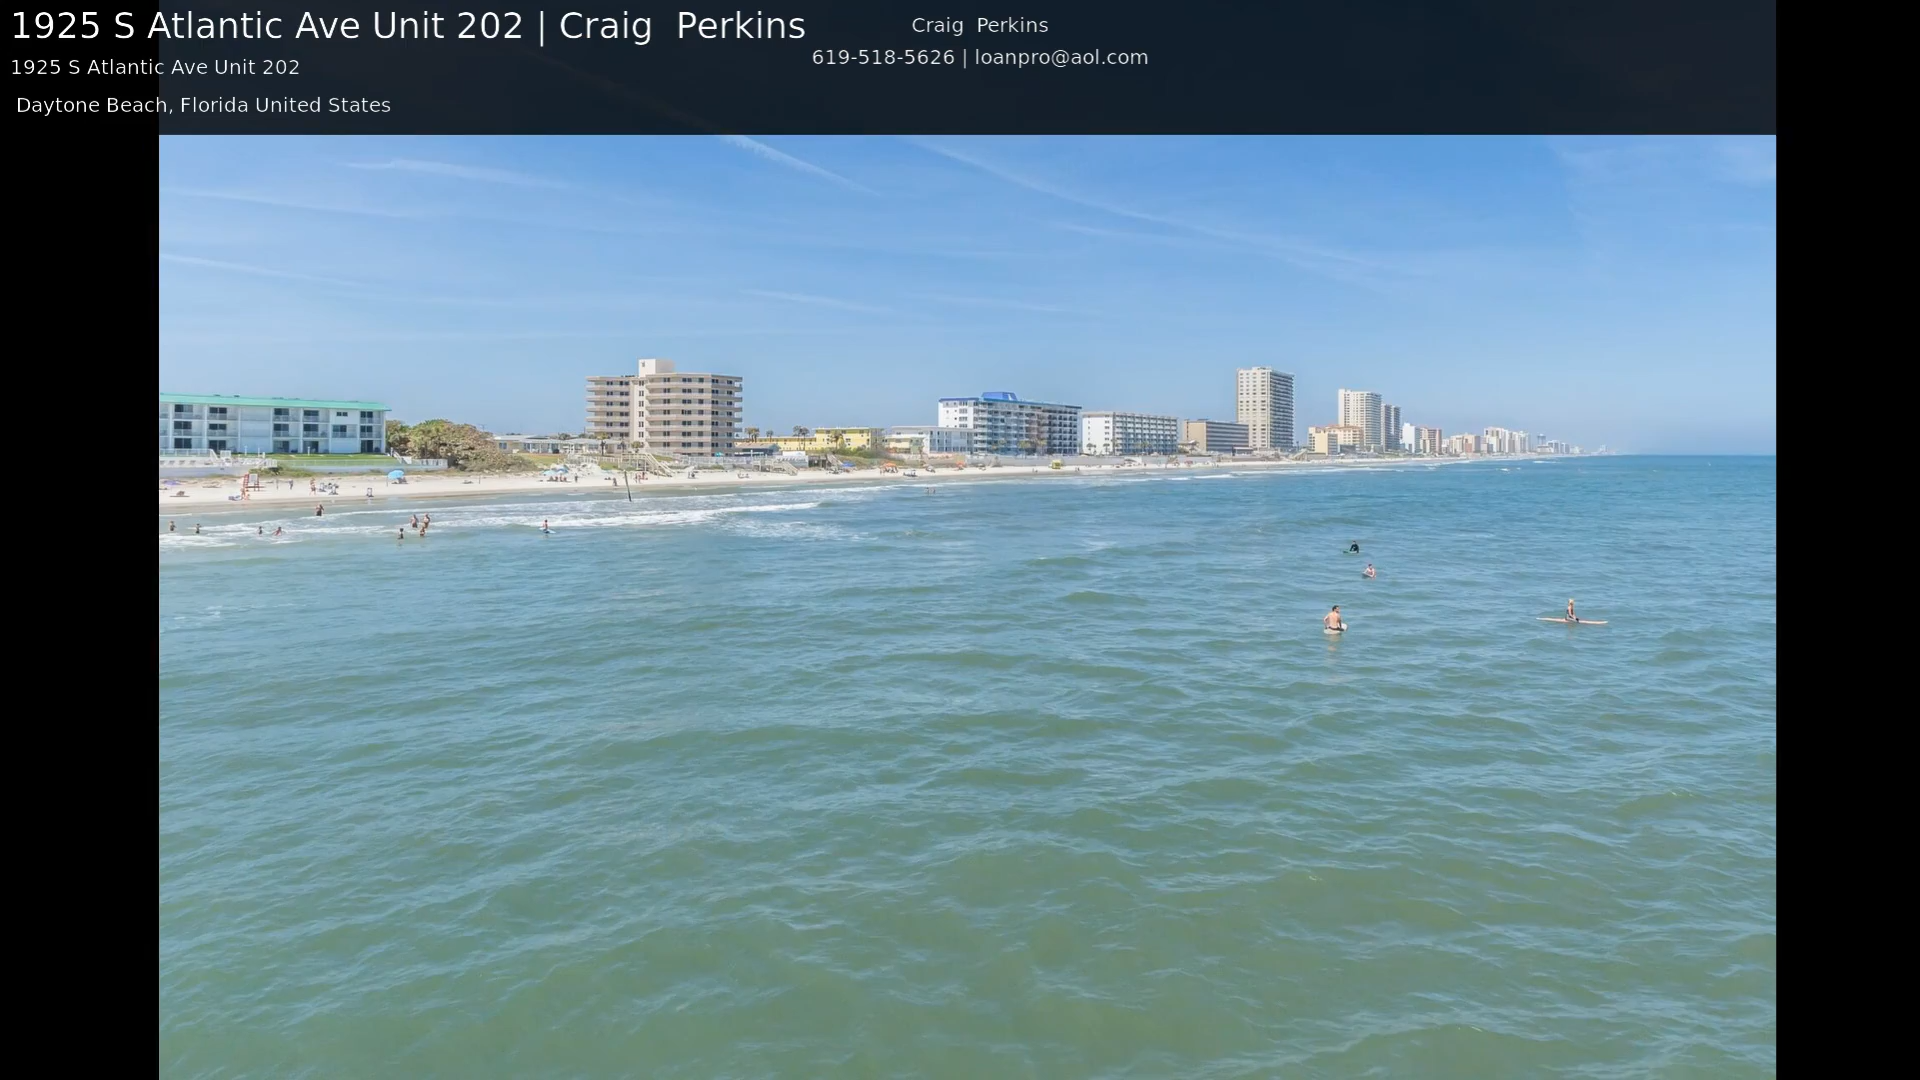 1925 S Atlantic Ave Unit 202 | Craig  Perkins
Craig  Perkins
1925 S Atlantic Ave Unit 202
619-518-5626 | loanpro@aol.com
Daytone Beach, Florida United States